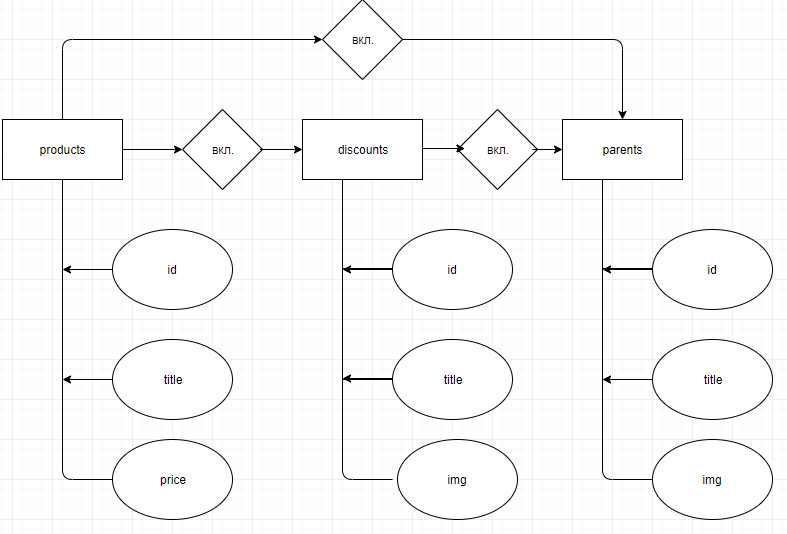 вкл.
products
вкл.
discounts
вкл.
parents
id
id
id
title
title
title
price
img
img